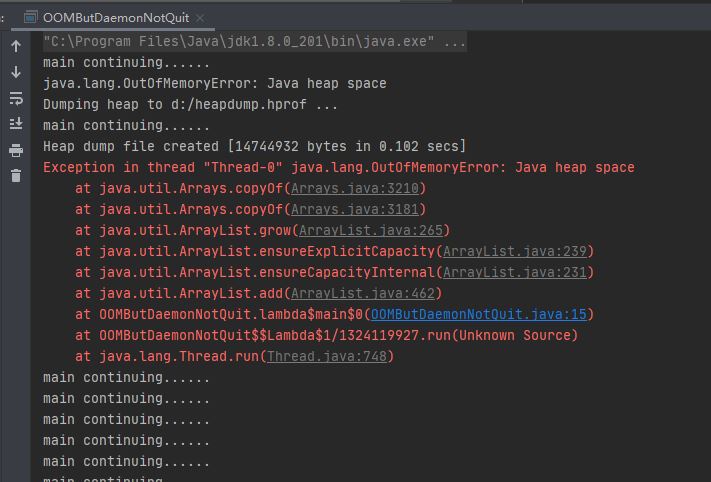 : OOMButDaemonNotQuit ×
"C:\Program Files\Java\jdk1.8.0_201\bin\java.exe" ...
main continuing......
java.lang.OutOfMemoryError: Java heap space
Dumping heap to d:/heapdump.hprof ...
main continuing......
Heap dump file created [14744932 bytes in 0.102 secs]
Exception in thread "Thread-0" java.lang.OutOfMemoryError: Java heap space
at java.util.Arrays.copyOf(Arrays.java:3210)
at java.util.Arrays.copyOf(Arrays.java:3181)
at java.util.ArrayList.grow(ArrayList.java:265)
at java.util.ArrayList.ensureExplicitCapacity(ArrayList.java:239)
at java.util.ArrayList.ensureCapacityInternal(ArrayList.java:231)
at java.util.ArrayList.add(ArrayList.java:462)
at OOMButDaemonNotQuit.lambda$main$0(OOMButDaemonNotQuit.java:15)
at OOMButDaemonNotQuit$$Lambda$1/1324119927.run(Unknown Source)
at java.lang.Thread.run(Thread.java:748)
main continuing......
main continuing......
main continuing......
main continuing......
main continuing......
main continuing